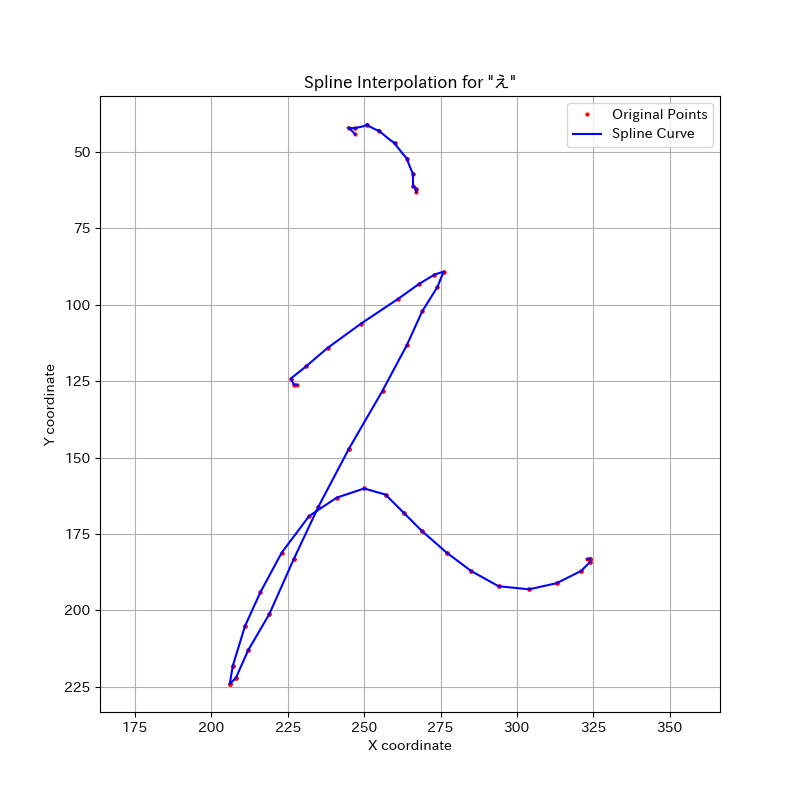 Spline Interpolation for "え"
Original Points
Spline Curve
50
75
100
125
150
175
200
225
Y coordinate
175 200 225 250 275 300 325 350
X coordinate
え